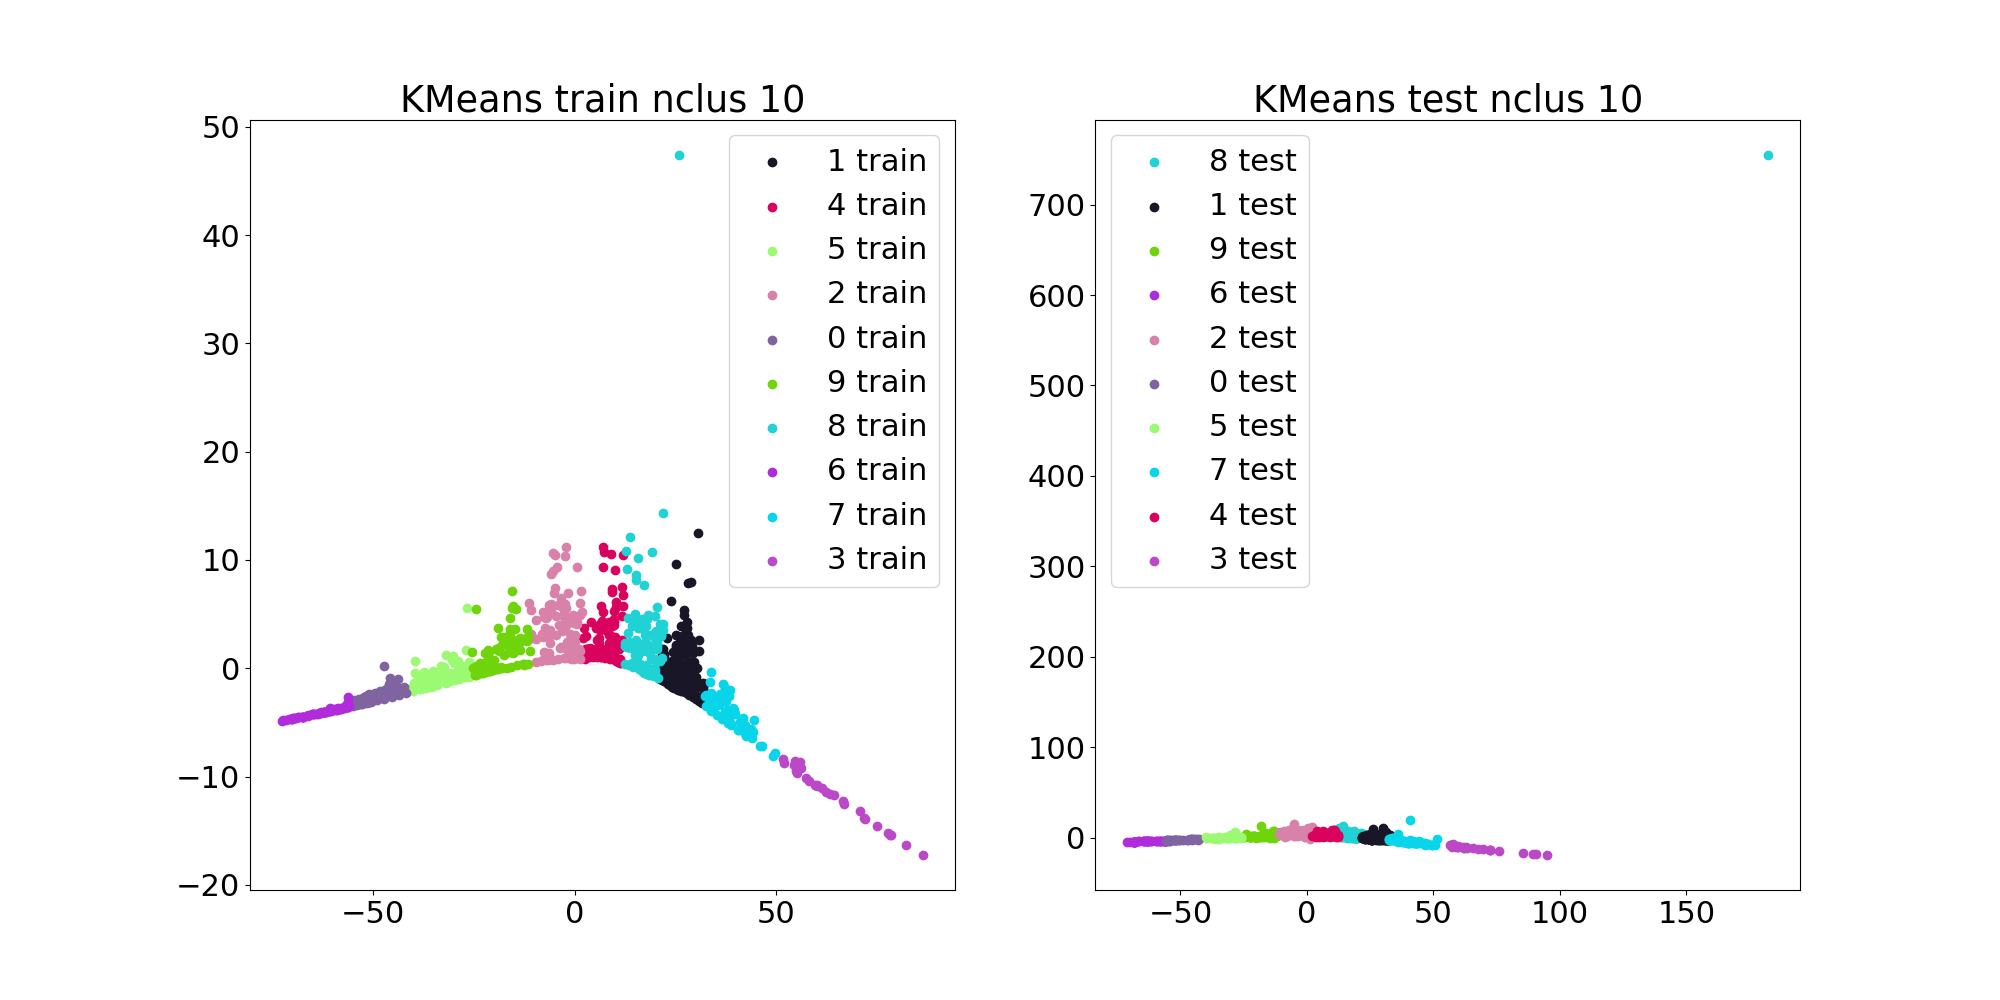 KMeans train nclus 10
50
40
30
20
10
0
−10
−20
−50
0
50
1 train
4 train
5 train
2 train
0 train
9 train
8 train
6 train
7 train
3 train
KMeans test nclus 10
700
600
500
400
300
200
100
0
−50
0
50
100
150
8 test
1 test
9 test
6 test
2 test
0 test
5 test
7 test
4 test
3 test